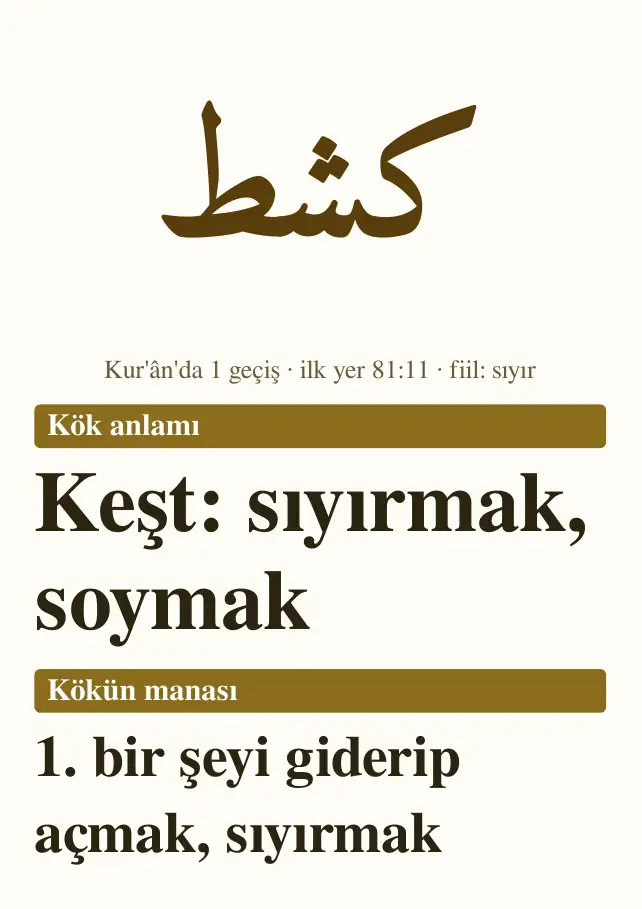 كشط
Kur'ân'da 1 geçiş · ilk yer 81:11 · fiil: sıyır
Kök anlamı
Keşt: sıyırmak,
soymak
Kökün manası
1. bir şeyi giderip
açmak, sıyırmak